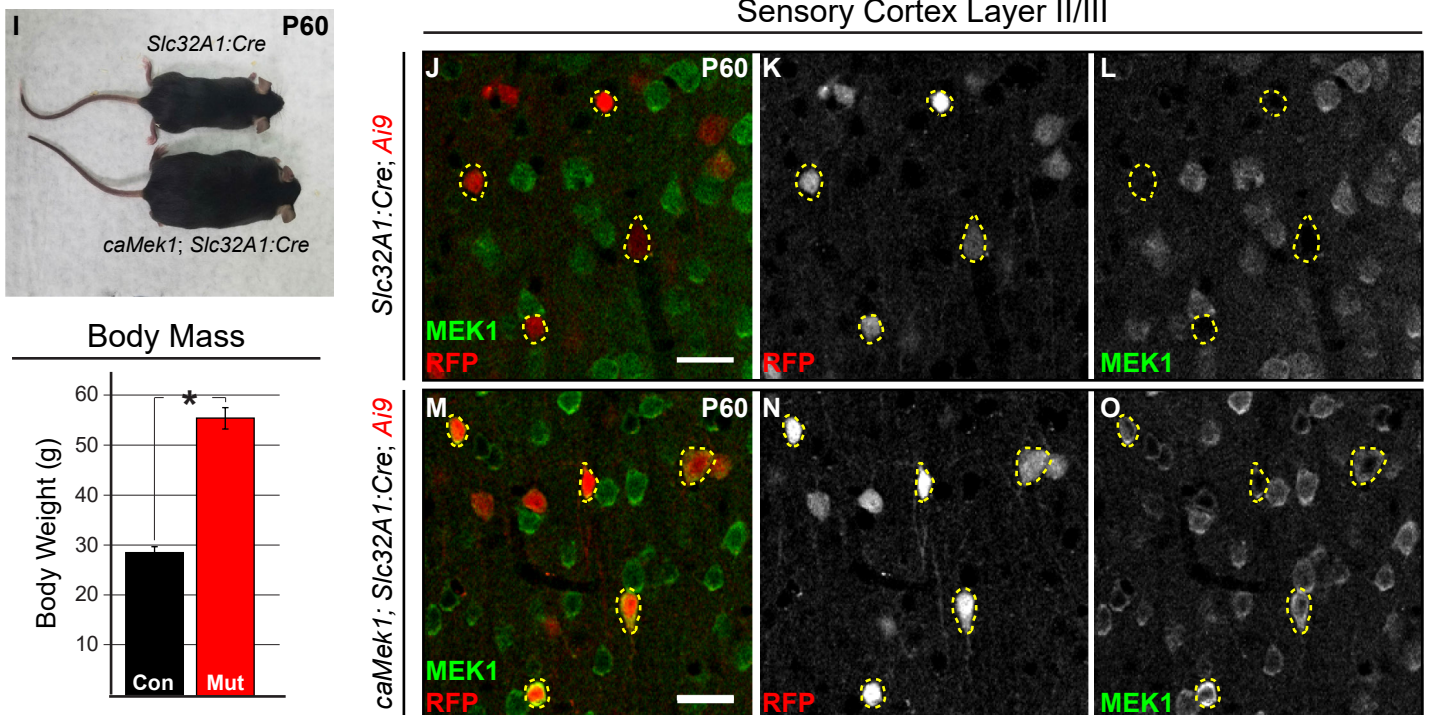 I P60
Slc32A1:Cre
caMek1; Slc32A1:Cre
Body Mass
Body Weight (g)
60
50
40
30
20
10
*
Con Mut
Sensory Cortex Layer II/III
Slc32A1:Cre; Ai9
J P60
MEK1
RFP
K
RFP
L
MEK1
caMek1; Slc32A1:Cre; Ai9
M P60
MEK1
RFP
N
RFP
O
MEK1